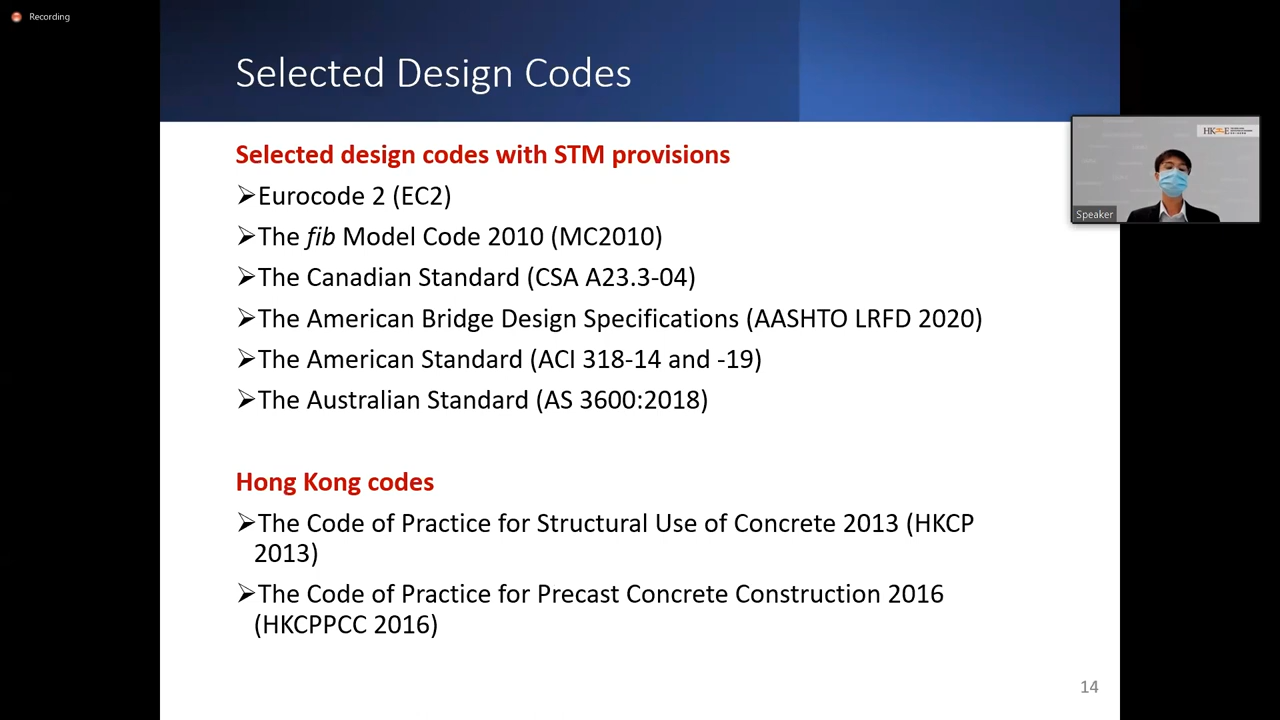 Recording
Selected Design Codes
Selected design codes with STM provisions
➢Eurocode 2 (EC2)
➢The fib Model Code 2010 (MC2010)
➢The Canadian Standard (CSA A23.3-04)
➢The American Bridge Design Specifications (AASHTO LRFD 2020)
➢The American Standard (ACI 318-14 and -19)
➢The Australian Standard (AS 3600:2018)
Hong Kong codes
➢The Code of Practice for Structural Use of Concrete 2013 (HKCP
2013)
➢The Code of Practice for Precast Concrete Construction 2016
(HKCPPCC 2016)
Speaker
14